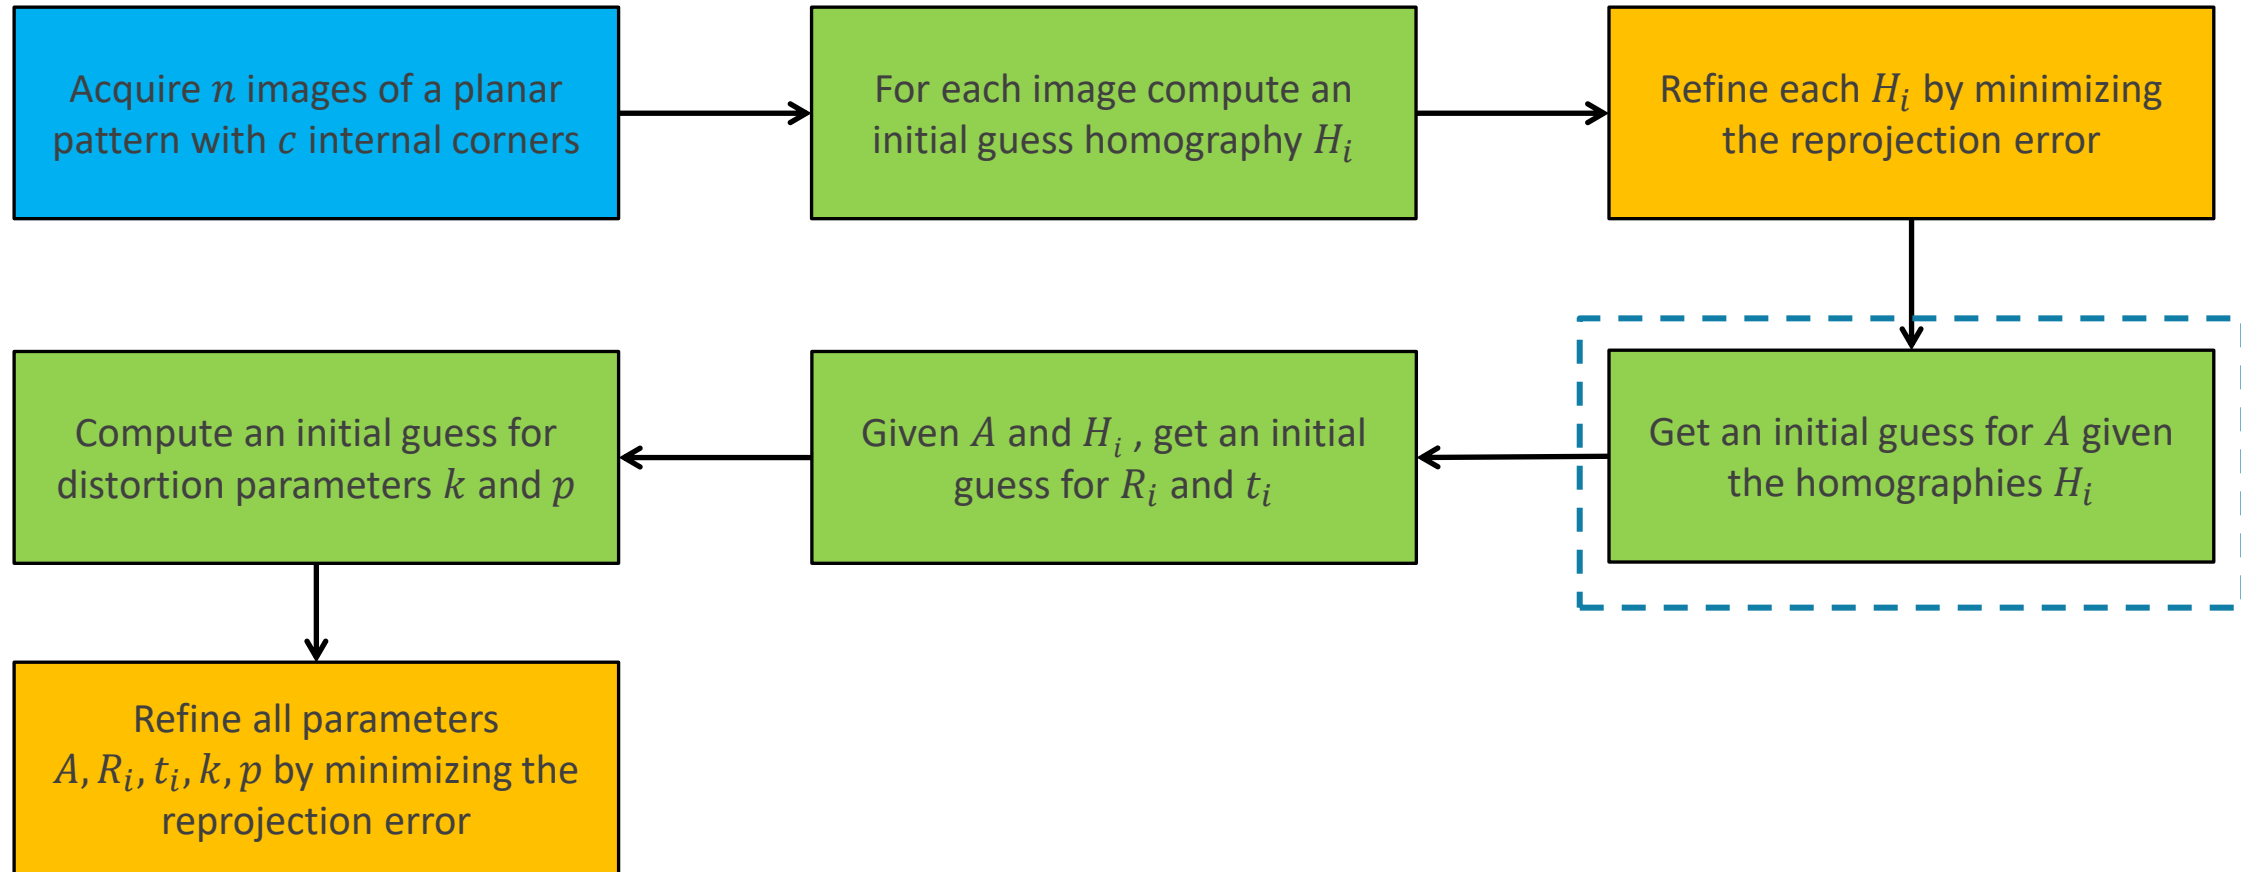 Acquire n images of a planar
pattern with c internal corners
For each image compute an
initial guess homography H_i
Refine each H_i by minimizing
the reprojection error
Get an initial guess for A given
the homographies H_i
Given A and H_i , get an initial
guess for R_i and t_i
Compute an initial guess for
distortion parameters k and p
Refine all parameters
A, R_i, t_i, k, p by minimizing the
reprojection error